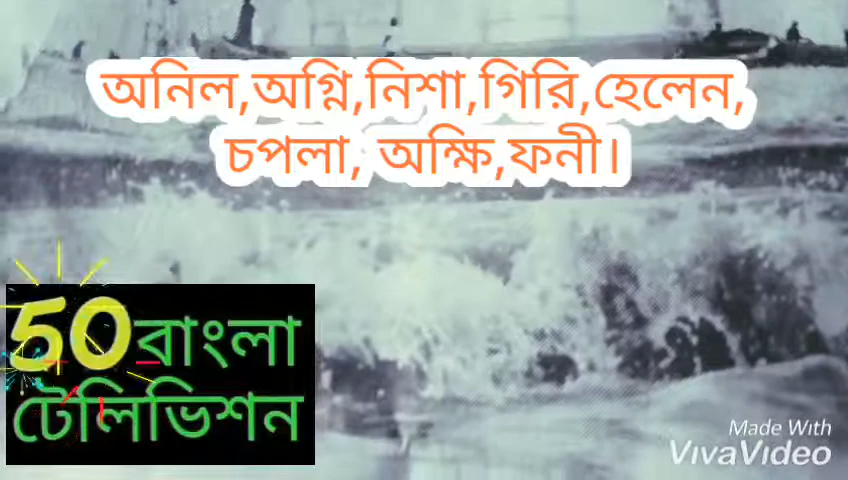 অনিল,অগ্নি,নিশা,গিরি,হেলেন,
চপলা, অক্ষি,ফনী।
50বাংলা
টেলিভিশন
Made With
VivaVideo